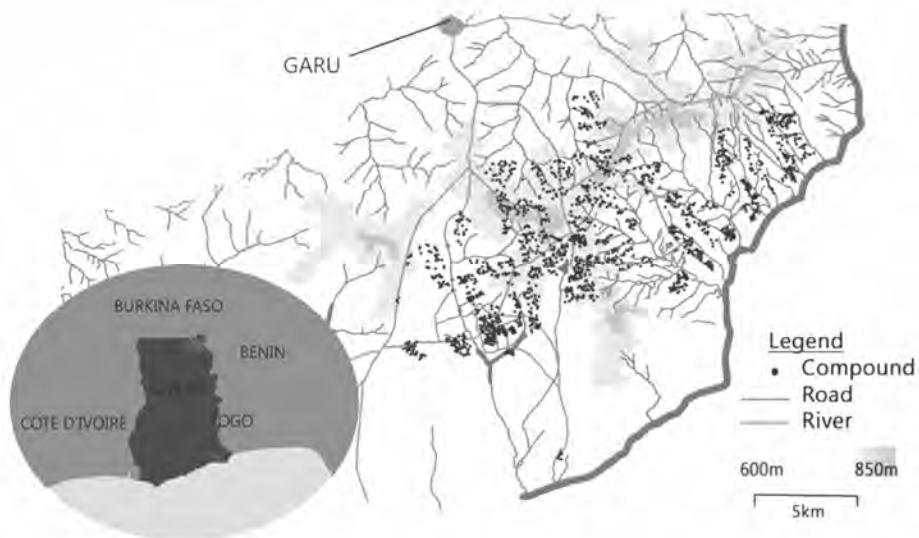 GARU
BURKINA FASO
BENIN
COTE D'IVOIRE
OGO
Legend
Compound
Road
River
600m 850m
5km